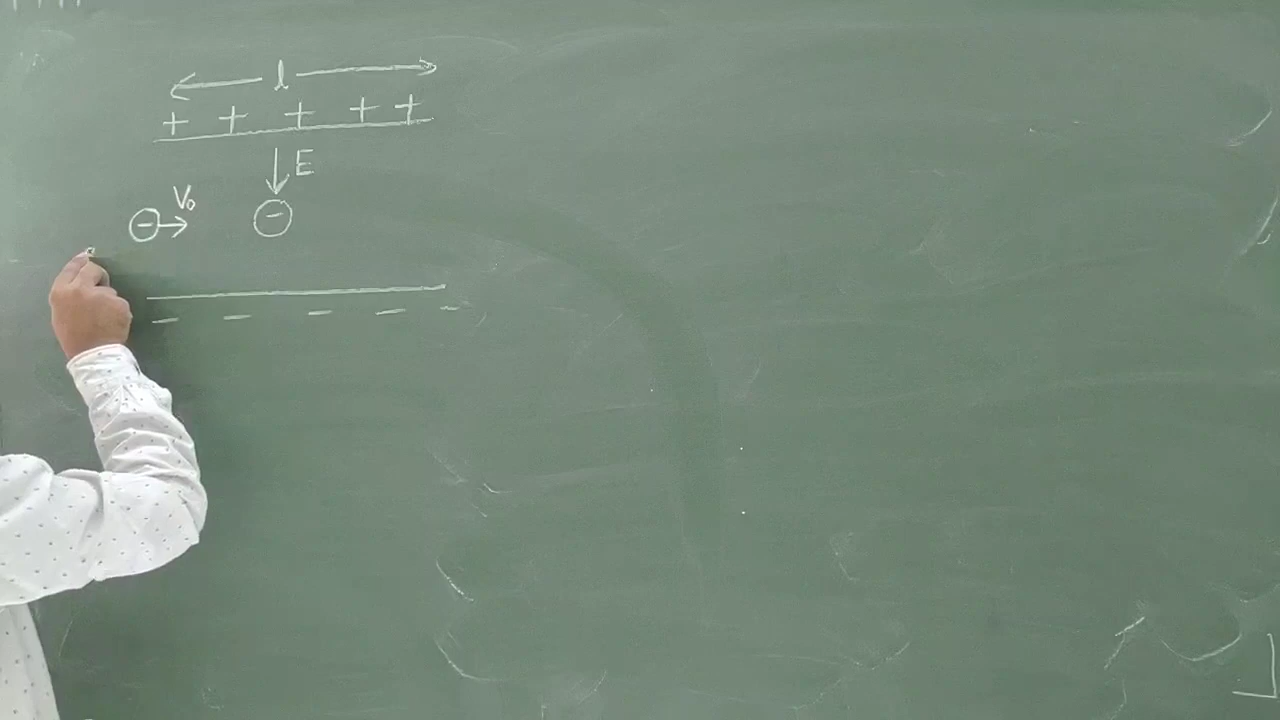 l
+ + + + +
E
V₀
- -
- - - - -